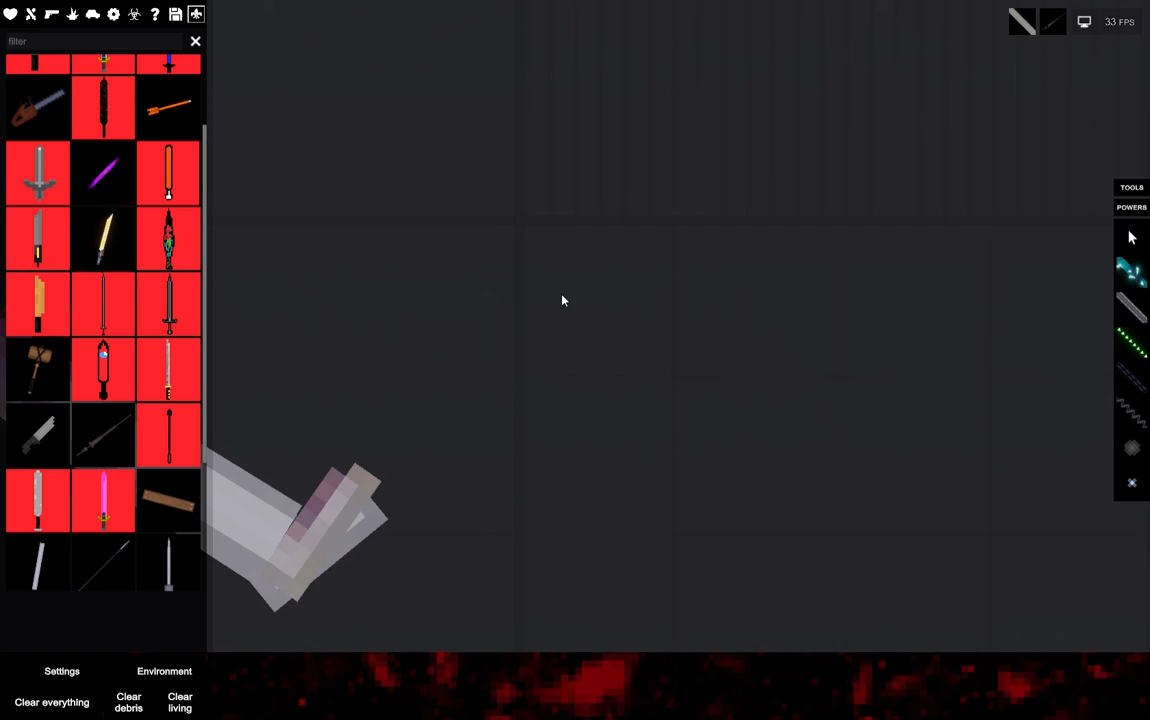 ?
33 FPS
filter
TOOLS
POWERS
Settings
Environment
Clear everything
Clear debris
Clear living